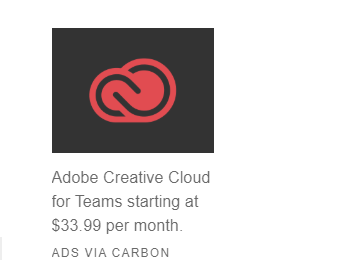 Adobe Creative Cloud
for Teams starting at
$33.99 per month.
ADS VIA CARBON